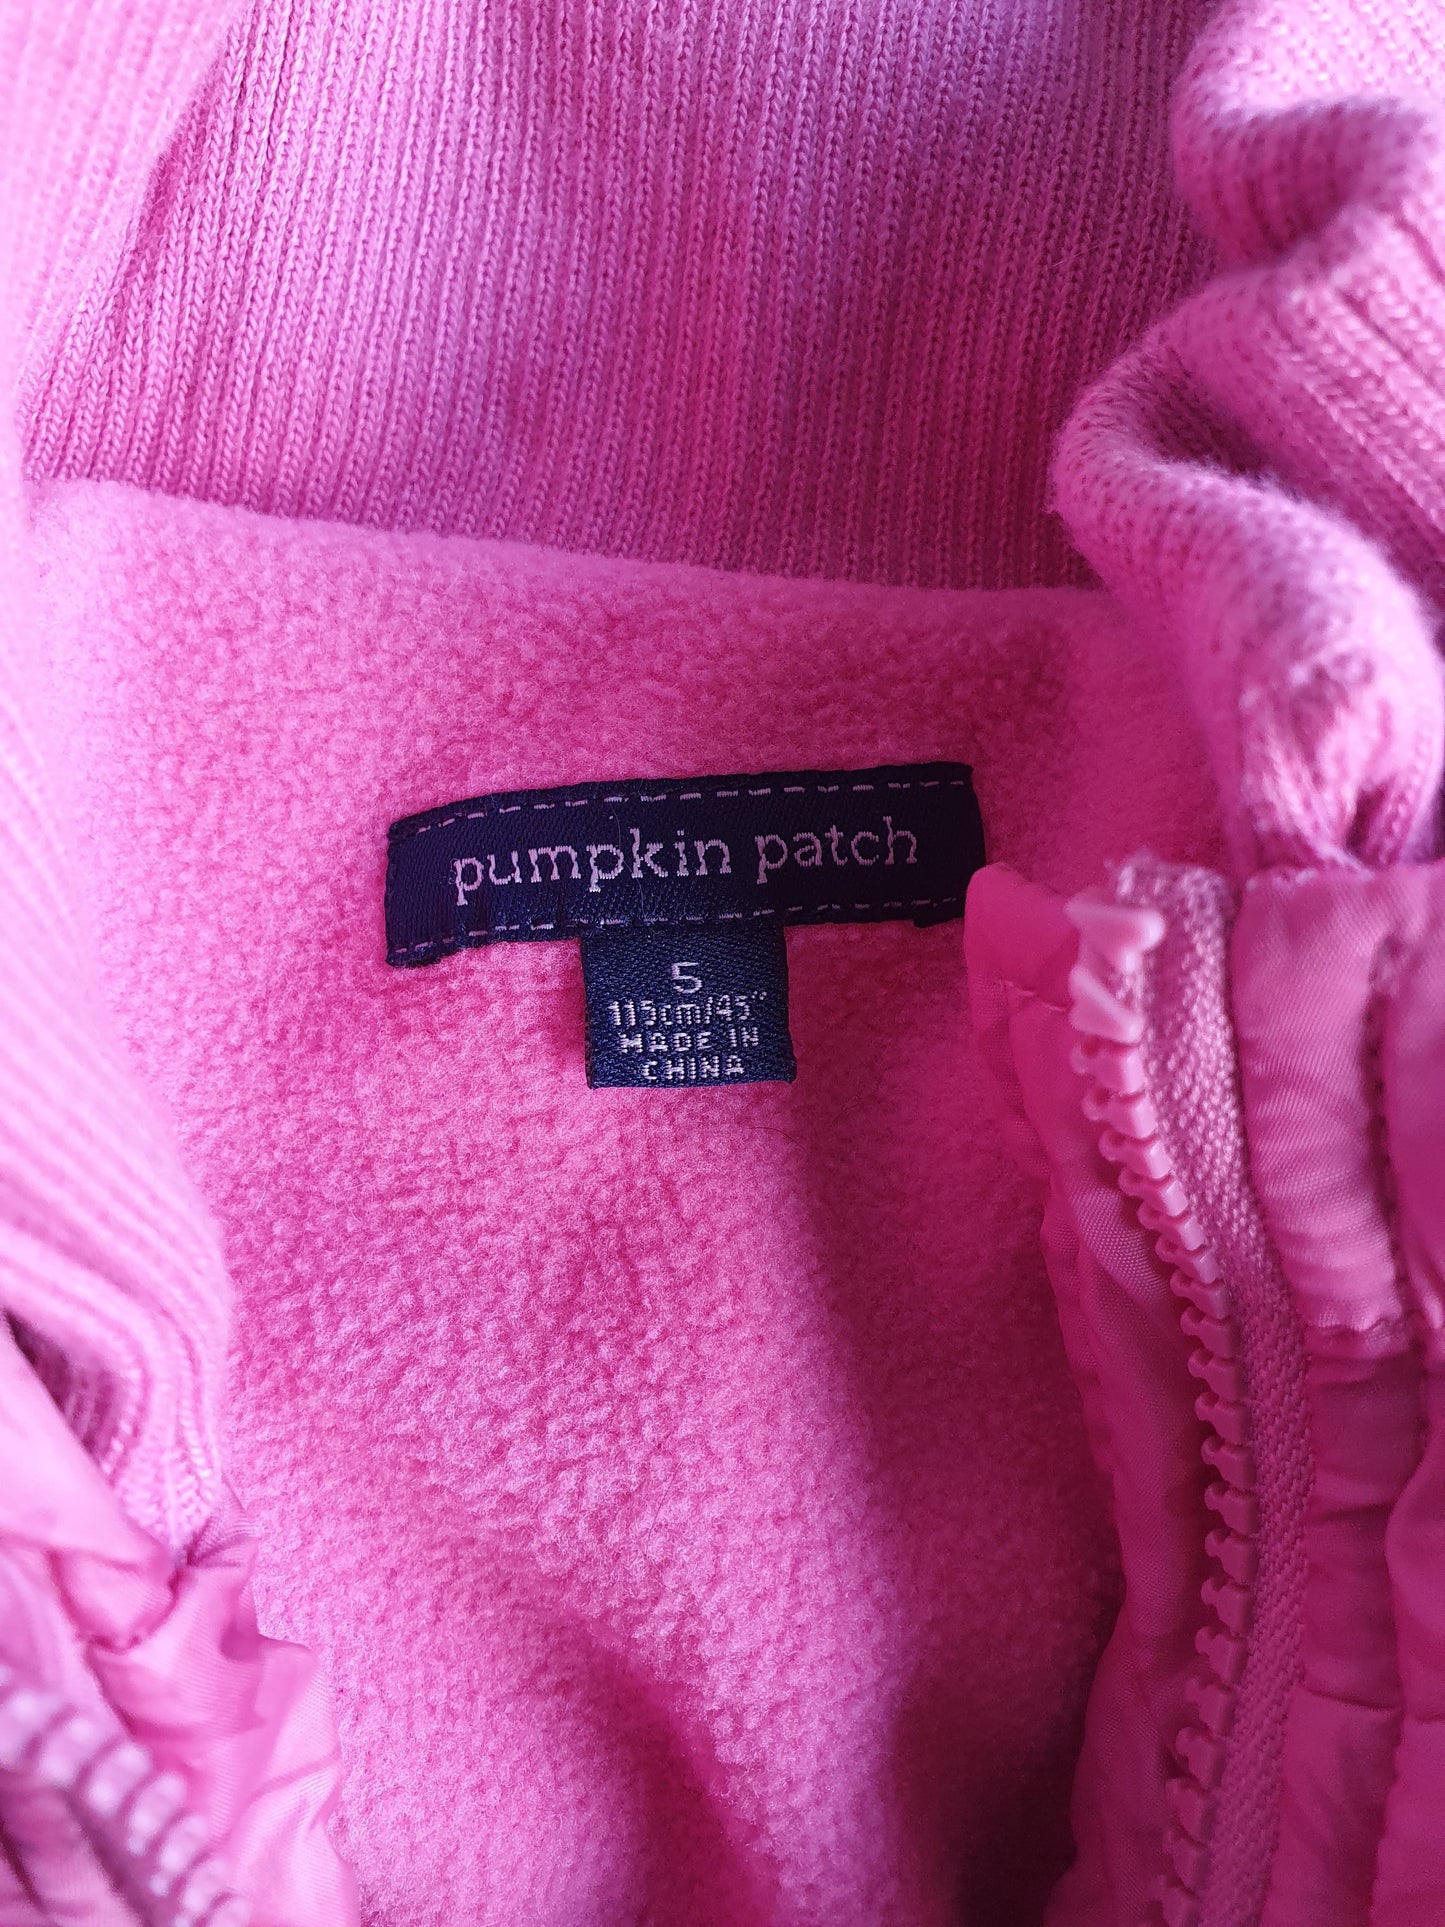 pumpkin patch
5
115cm/45"
MADE IN
CHINA